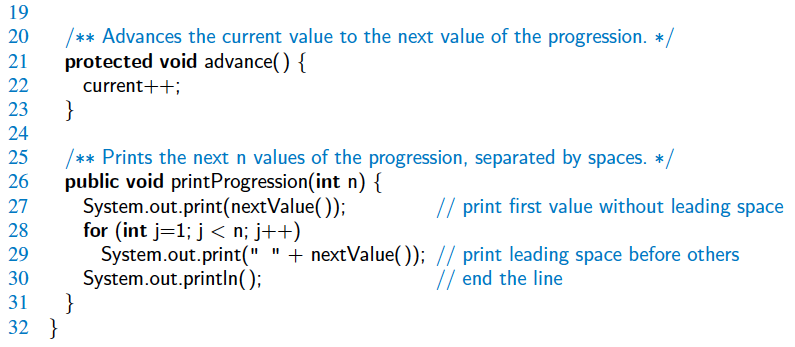 19
20 /** Advances the current value to the next value of the progression. */
21 protected void advance() {
22 current++;
23 }
24
25 /** Prints the next n values of the progression, separated by spaces. */
26 public void printProgression(int n) {
27 System.out.print(nextValue()); // print first value without leading space
28 for (int j=1; j < n; j++)
29 System.out.print(" " + nextValue()); // print leading space before others
30 System.out.println(); // end the line
31 }
32 }